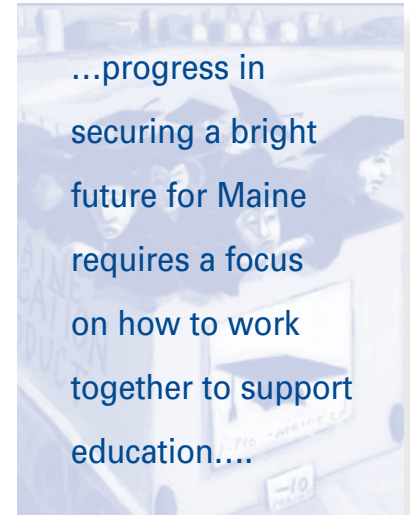 …progress in
securing a bright
future for Maine
requires a focus
on how to work
together to support
education….